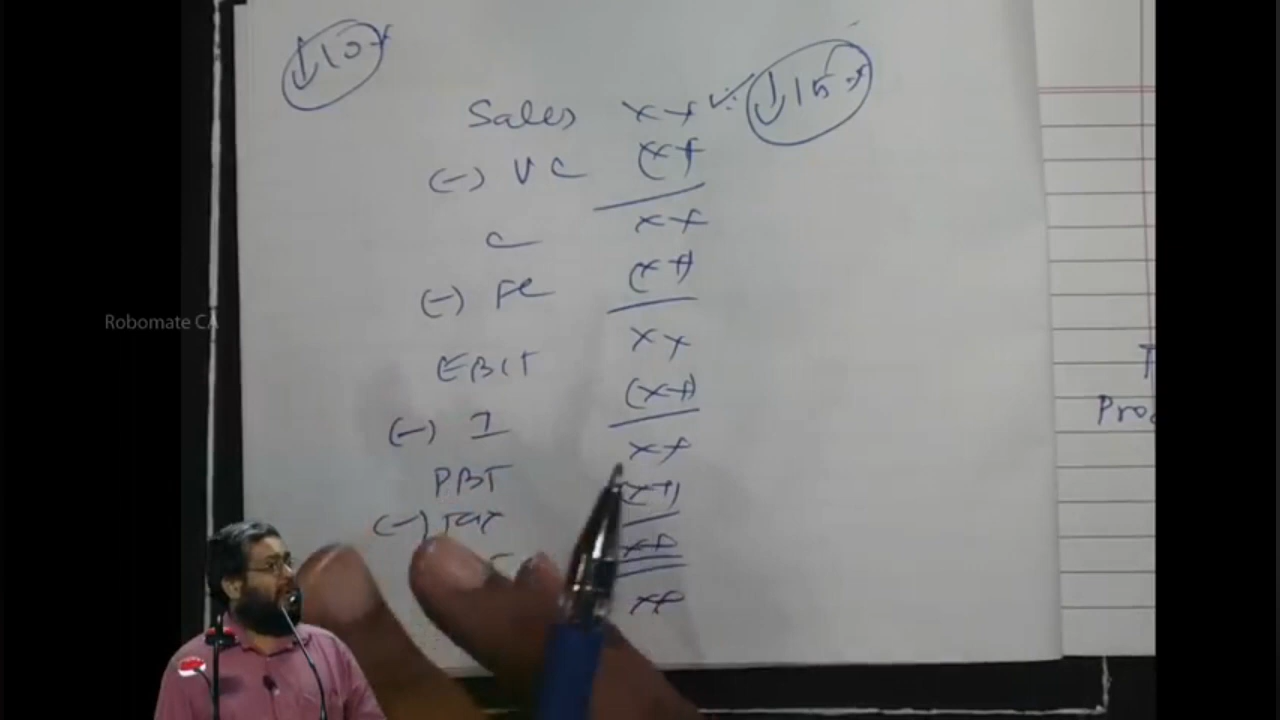 ↓10%
Sales xx ✓ ↓15%
(-) VC (xx)
C xx
(-) FC (xx)
EBIT xx
(-) I (xx)
PBT xx
(-) Tax (xx)
xx
xx
Robomate CA